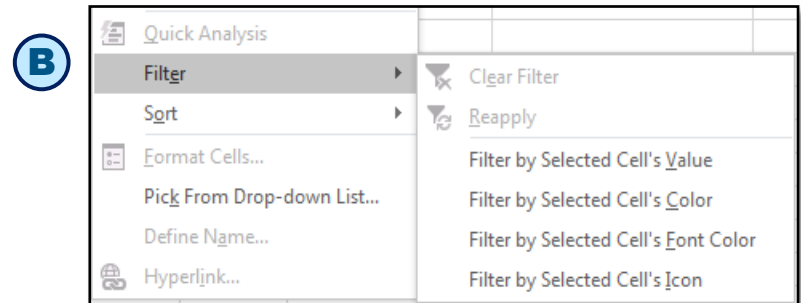 B
Quick Analysis
Filter
Sort
Format Cells...
Pick From Drop-down List...
Define Name...
Hyperlink...
Clear Filter
Reapply
Filter by Selected Cell's Value
Filter by Selected Cell's Color
Filter by Selected Cell's Font Color
Filter by Selected Cell's Icon